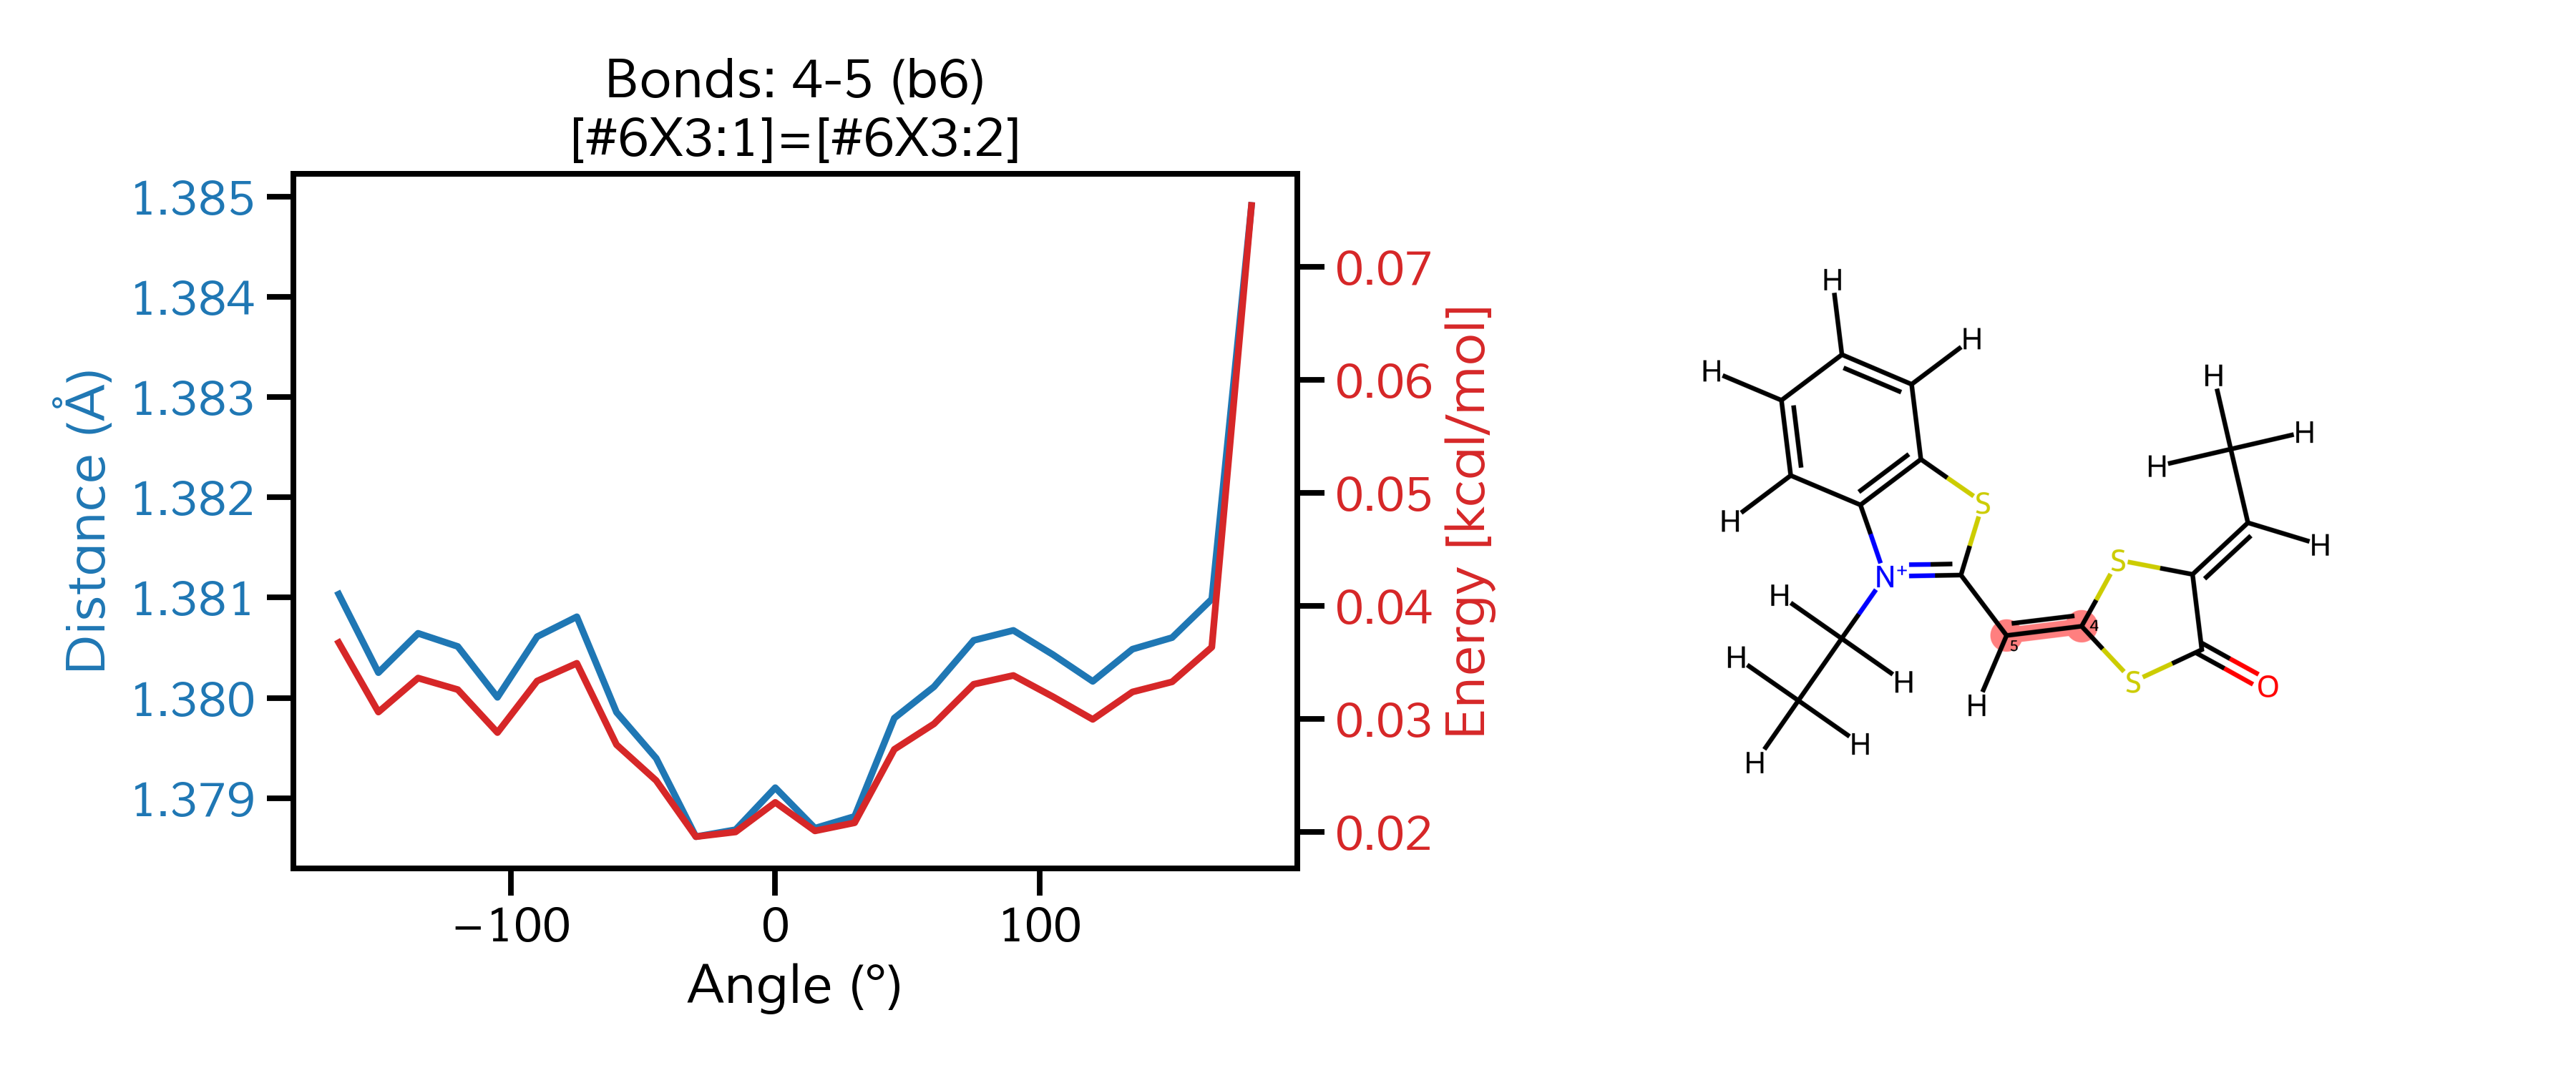 Bonds: 4-5 (b6)
[#6X3:1]=[#6X3:2]
Distance (Å)
1.385
1.384
1.383
1.382
1.381
1.380
1.379
−100
0
100
Angle (°)
0.07
0.06
0.05
0.04
0.03
0.02
Energy [kcal/mol]
H
H
H
H
H
H
H
S
H
H
S
N⁺
H
4
5
H
H
S
O
H
H
H